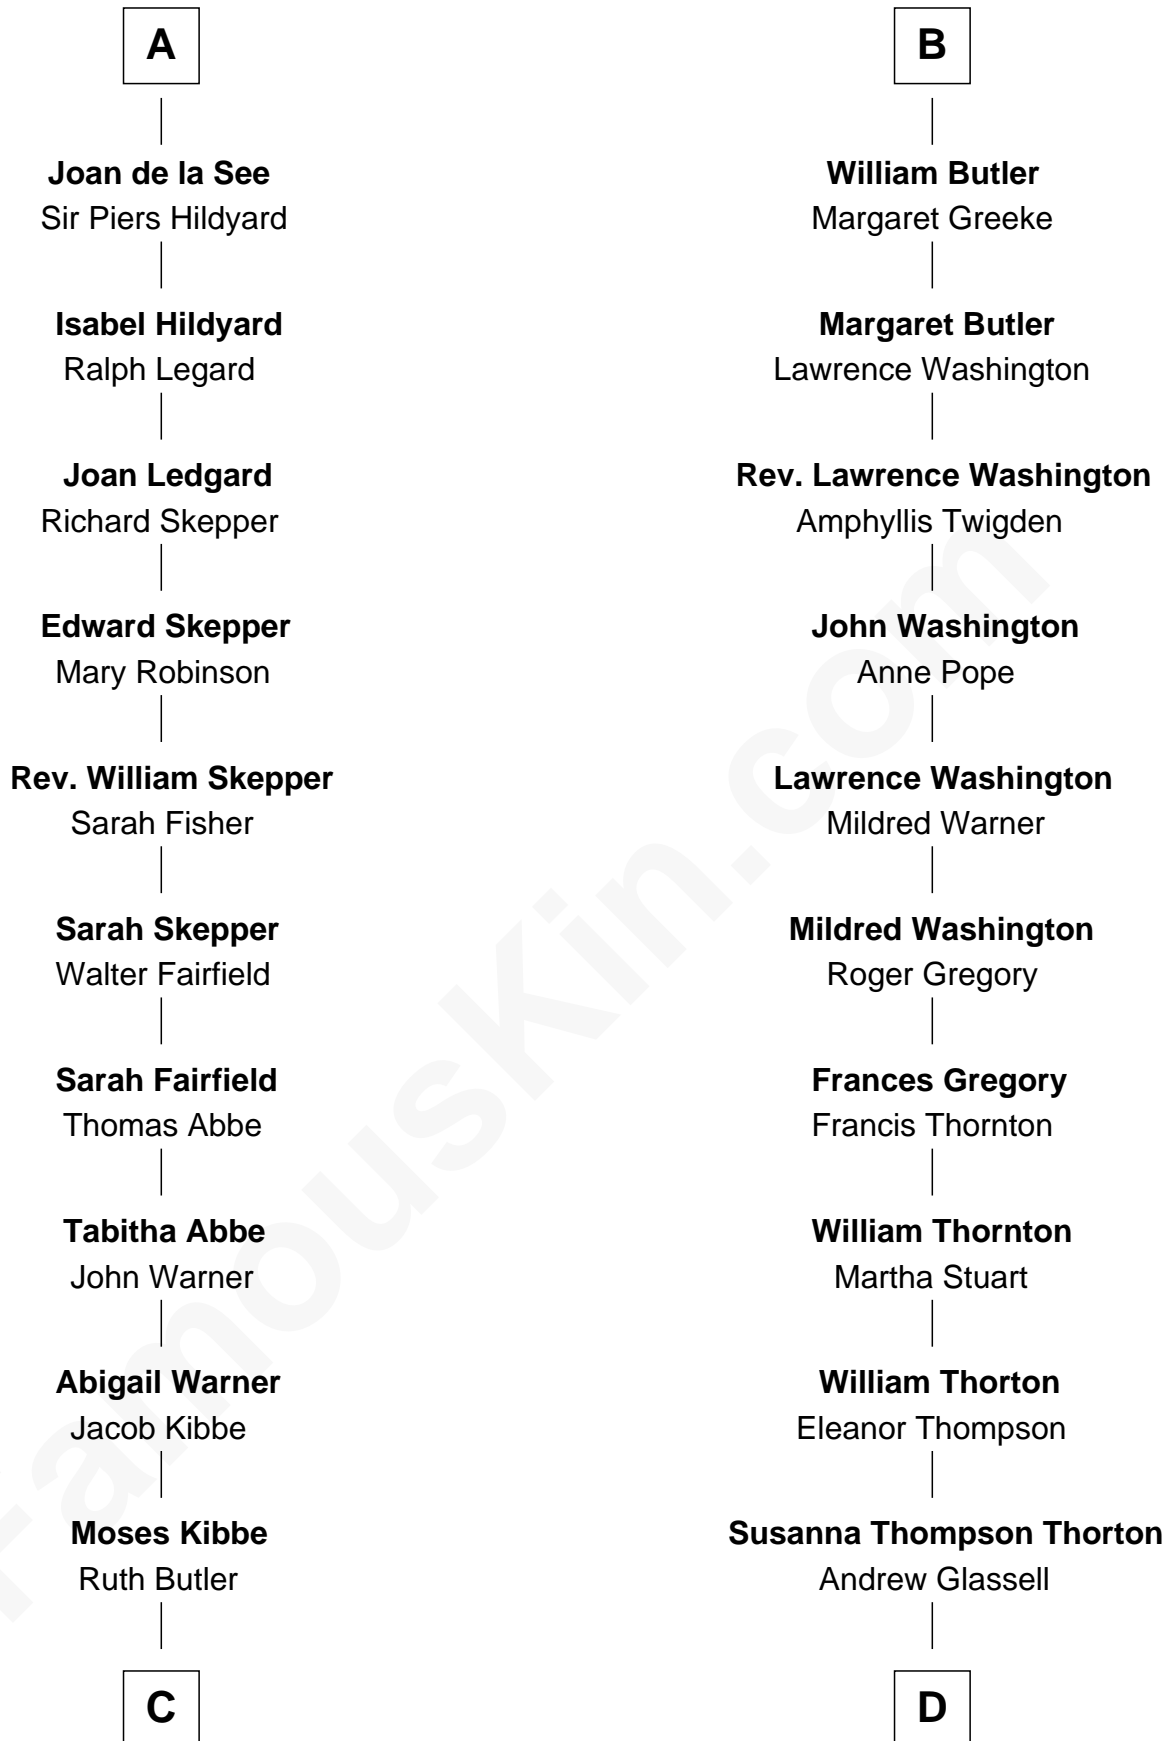 A
Joan de la See
Sir Piers Hildyard
Isabel Hildyard
Ralph Legard
Joan Ledgard
Richard Skepper
Edward Skepper
Mary Robinson
Rev. William Skepper
Sarah Fisher
Sarah Skepper
Walter Fairfield
Sarah Fairfield
Thomas Abbe
Tabitha Abbe
John Warner
Abigail Warner
Jacob Kibbe
Moses Kibbe
Ruth Butler
C
B
William Butler
Margaret Greeke
Margaret Butler
Lawrence Washington
Rev. Lawrence Washington
Amphyllis Twigden
John Washington
Anne Pope
Lawrence Washington
Mildred Warner
Mildred Washington
Roger Gregory
Frances Gregory
Francis Thornton
William Thornton
Martha Stuart
William Thorton
Eleanor Thompson
Susanna Thompson Thorton
Andrew Glassell
D
FamousKin.com